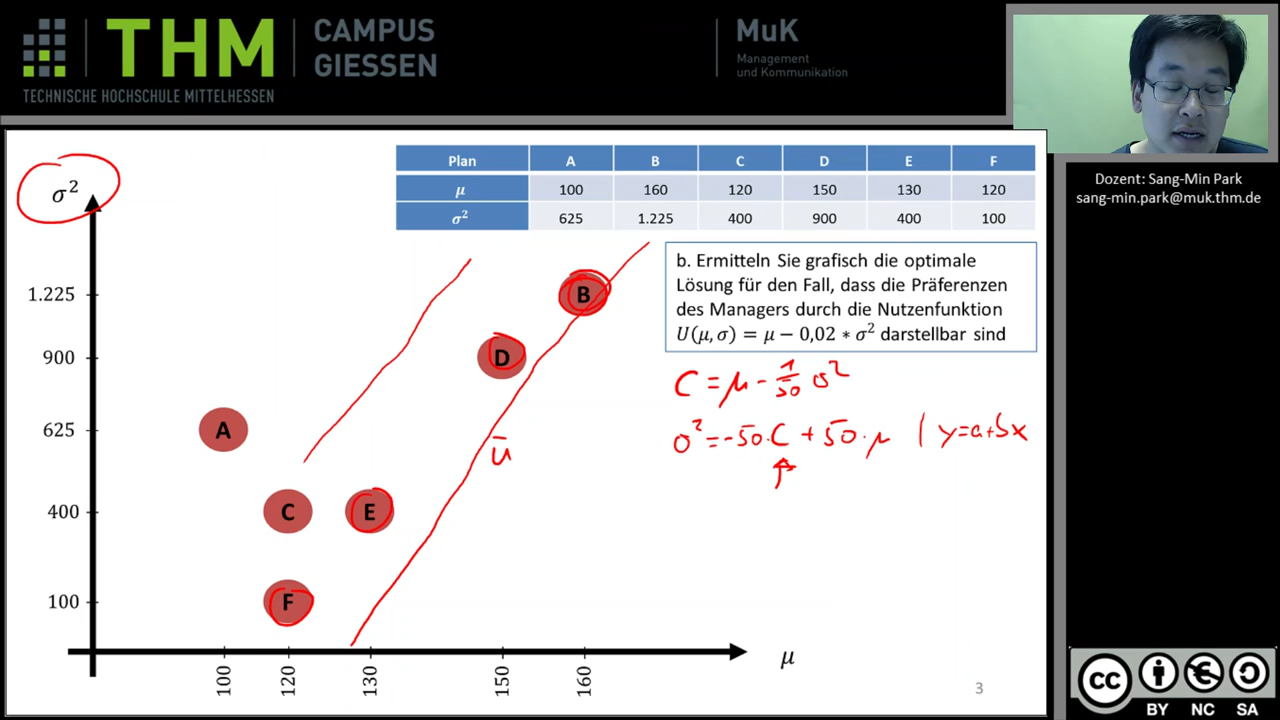 THM
CAMPUS
GIESSEN
TECHNISCHE HOCHSCHULE MITTELHESSEN
MuK
Management
und Kommunikation
Dozent: Sang-Min Park
sang-min.park@muk.thm.de
Plan A B C D E F
μ 100 160 120 150 130 120
σ² 625 1.225 400 900 400 100
b. Ermitteln Sie grafisch die optimale
Lösung für den Fall, dass die Präferenzen
des Managers durch die Nutzenfunktion
U(μ, σ) = μ − 0,02 ∗ σ² darstellbar sind
C = μ - 1/50 σ²
σ² = -50·C + 50·μ | y=a+bx
σ²
1.225
900
625
400
100
B
D
A
ū
C
E
F
100
120
130
150
160
μ
3
CC
BY NC SA